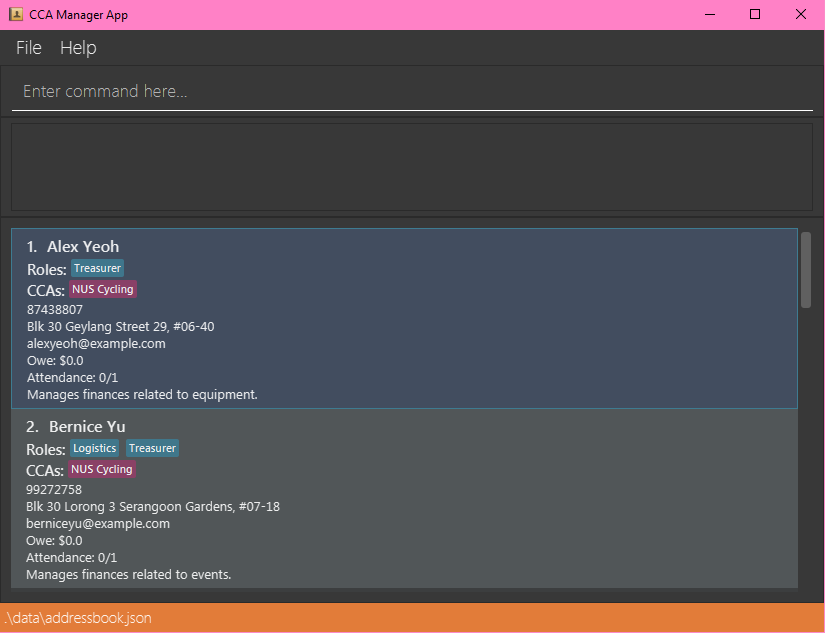 CCA Manager App
File Help
Enter command here...
1. Alex Yeoh
Roles: Treasurer
CCAs: NUS Cycling
87438807
Blk 30 Geylang Street 29, #06-40
alexyeoh@example.com
Owe: $0.0
Attendance: 0/1
Manages finances related to equipment.
2. Bernice Yu
Roles: Logistics Treasurer
CCAs: NUS Cycling
99272758
Blk 30 Lorong 3 Serangoon Gardens, #07-18
berniceyu@example.com
Owe: $0.0
Attendance: 0/1
Manages finances related to events.
.\data\addressbook.json